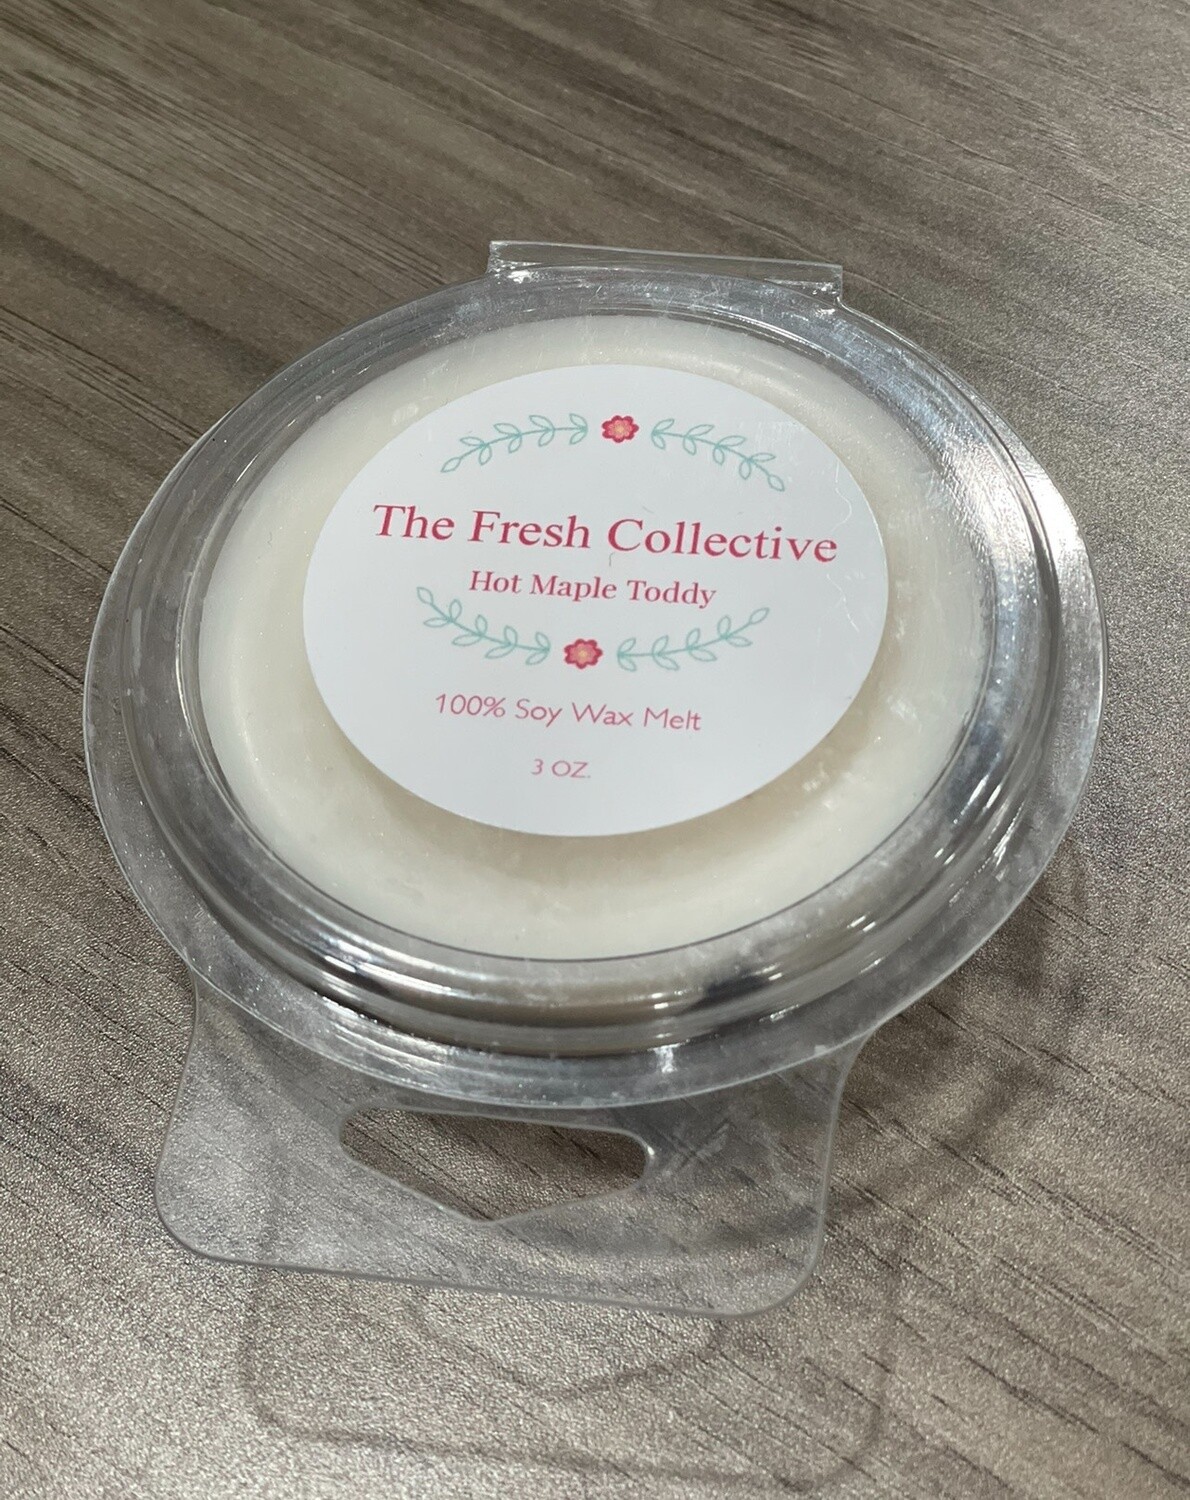 The Fresh Collective
Hot Maple Toddy
100% Soy Wax Melt
3 OZ.